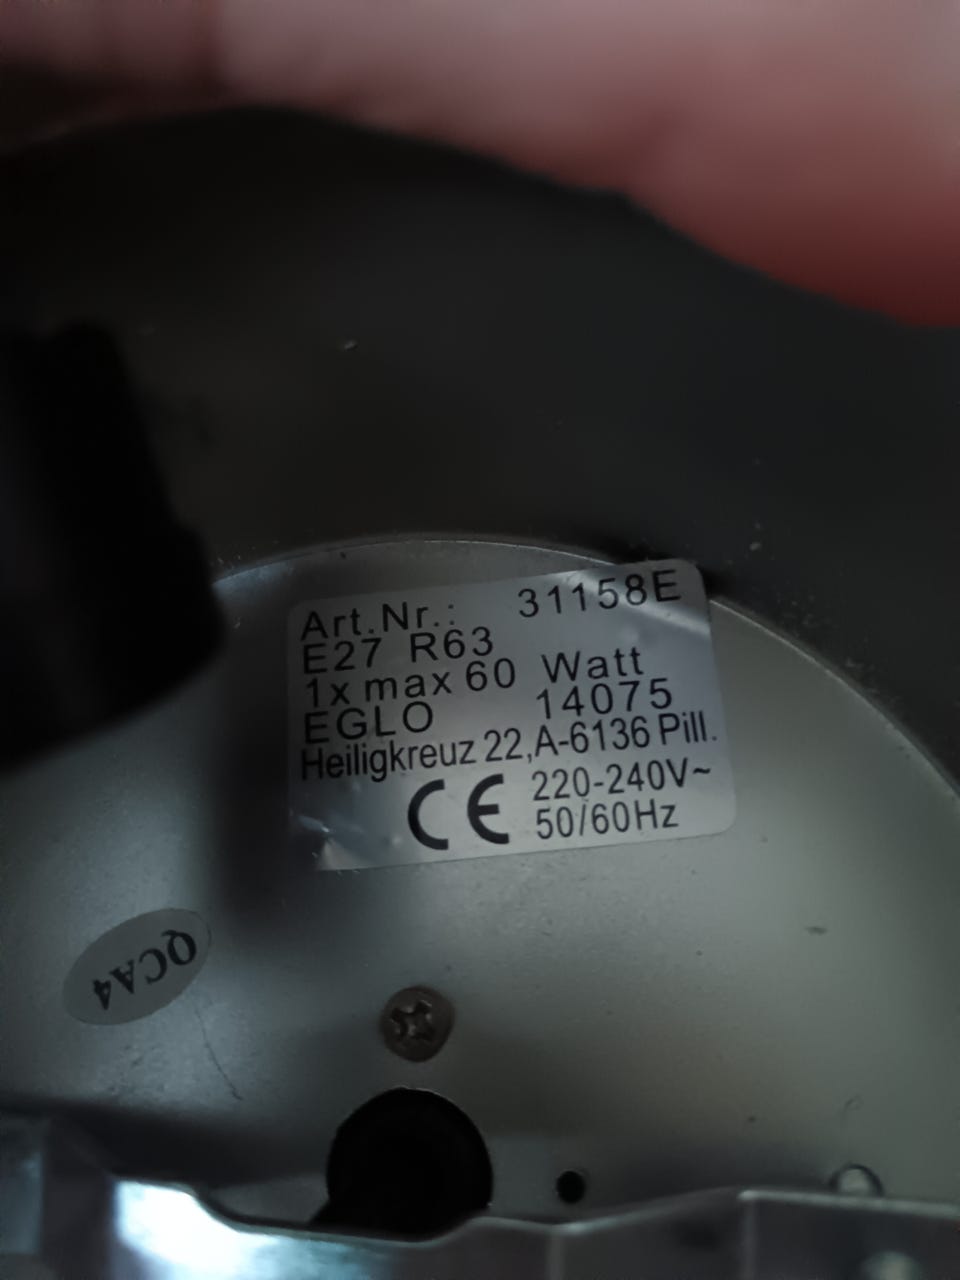 Art.Nr.: 31158E
E27 R63
1x max 60 Watt
EGLO 14075
Heiligkreuz 22,A-6136 Pill.
CE 220-240V~
50/60Hz
QCA4